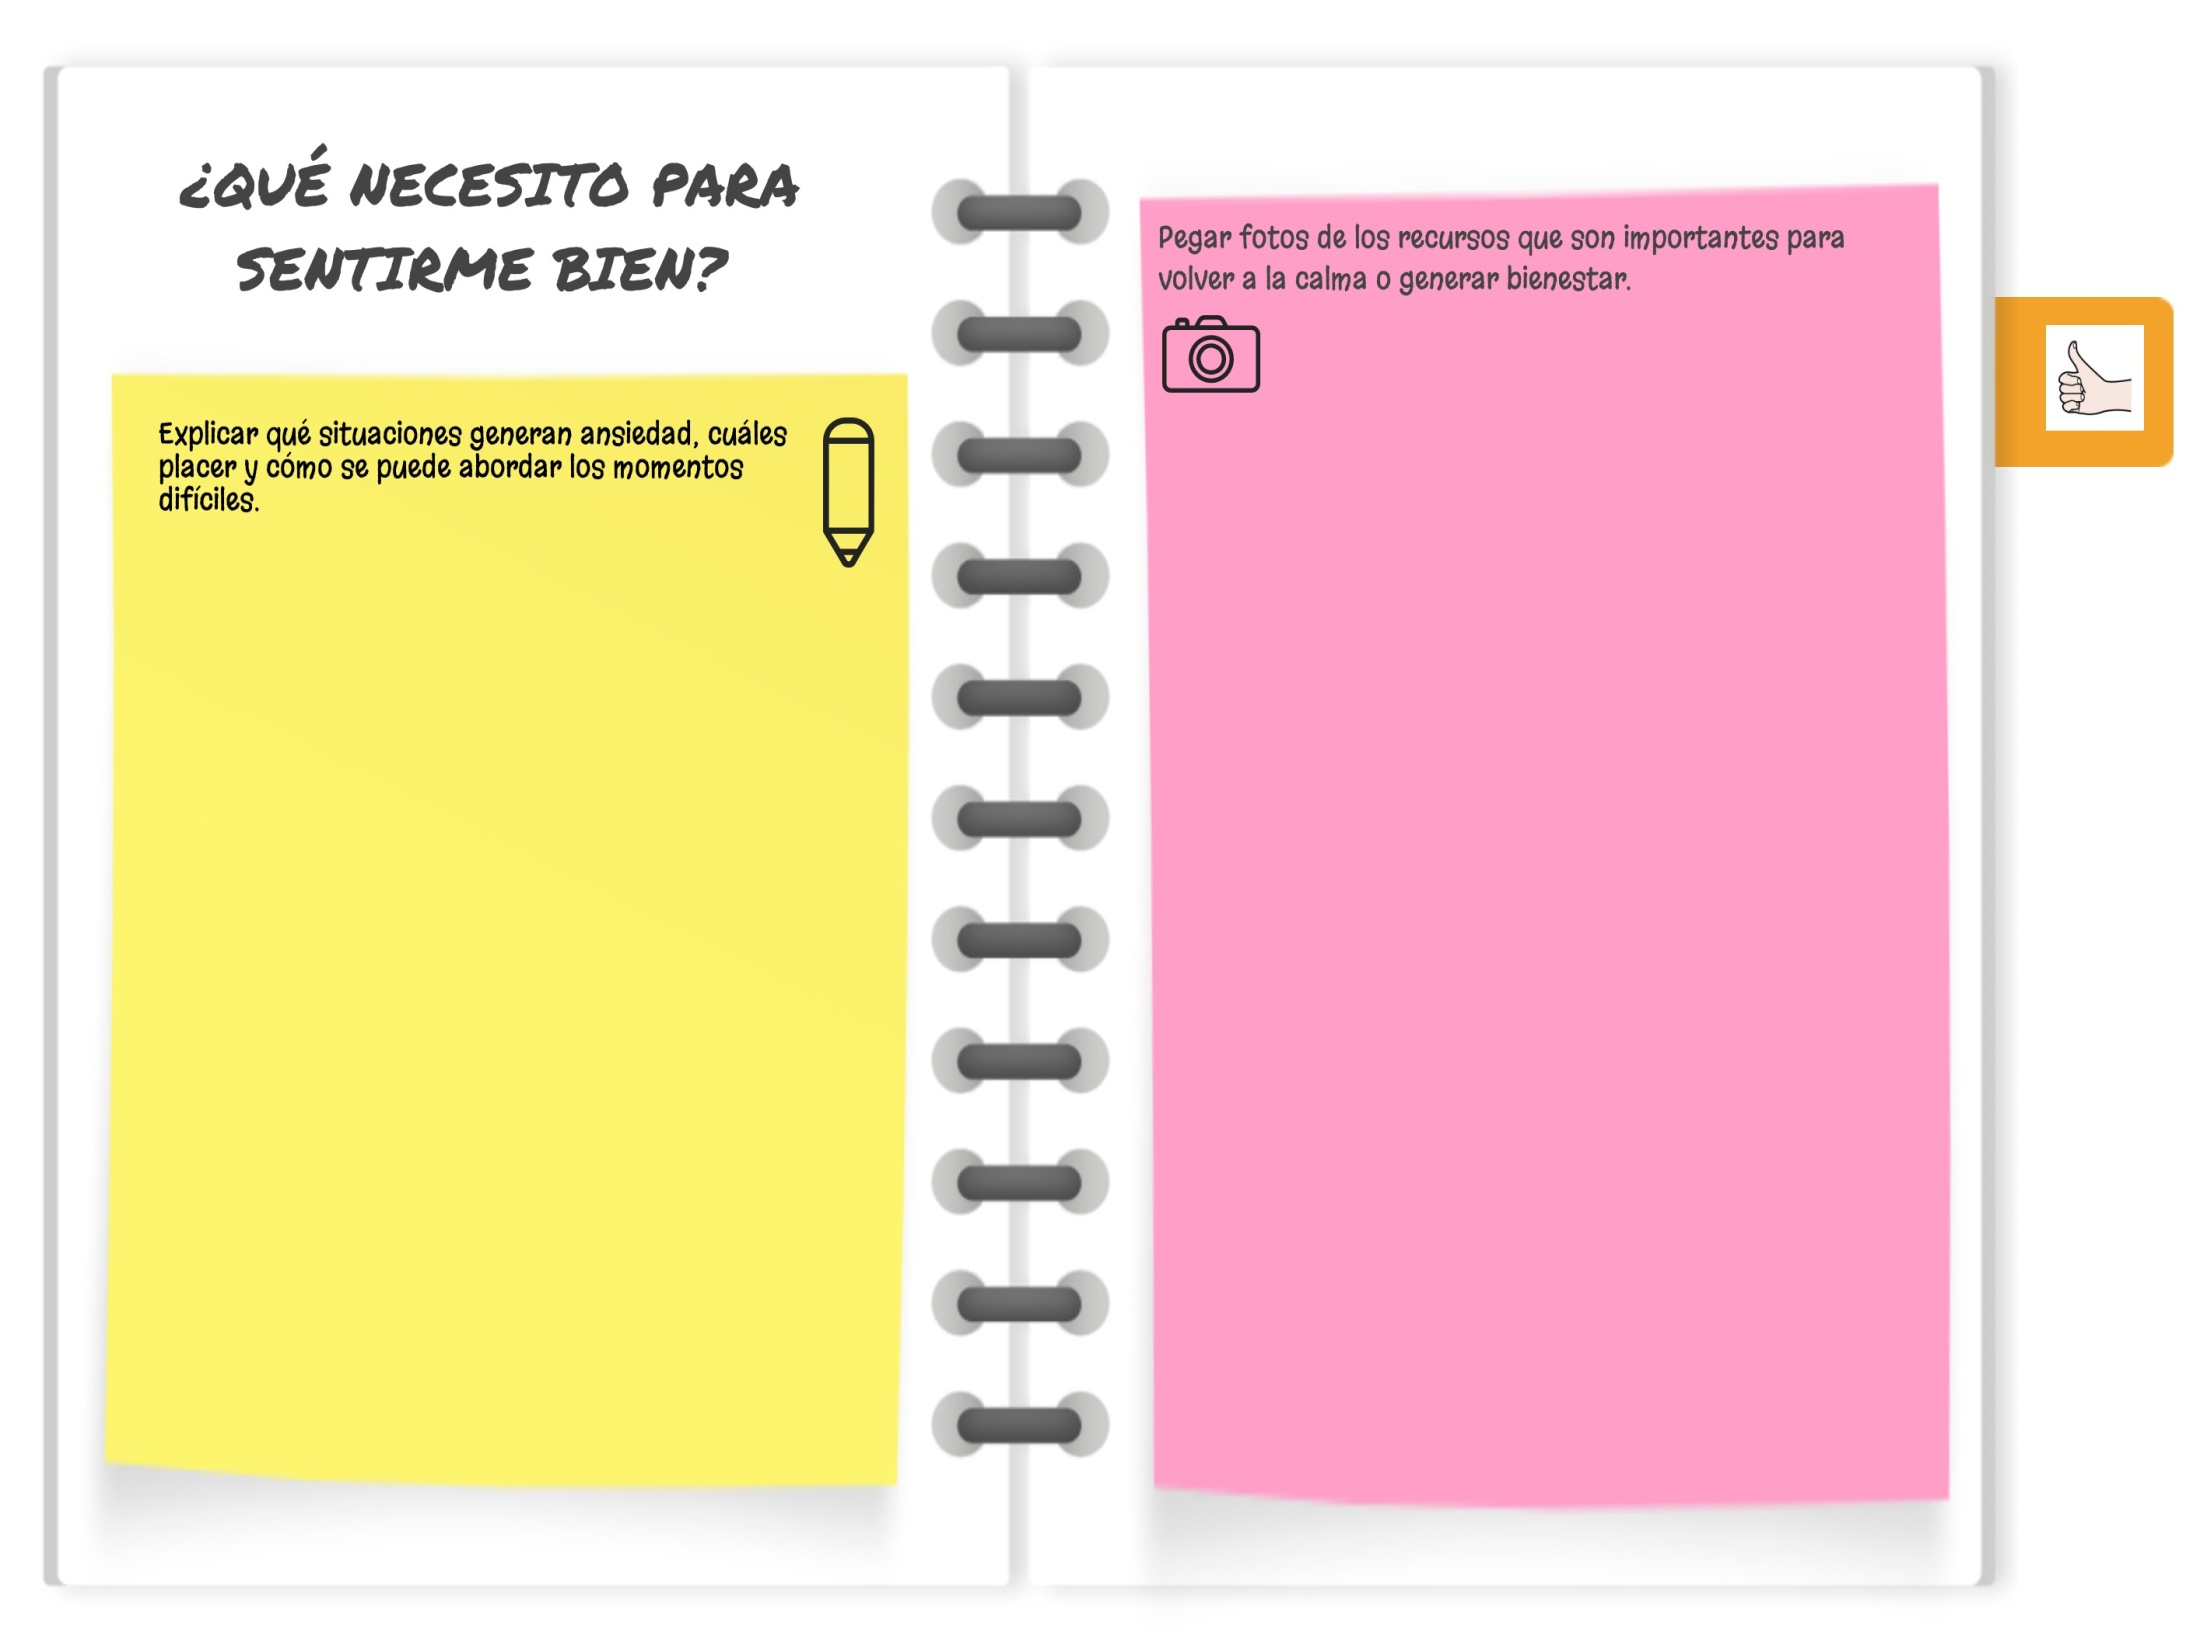 ¿QUÉ NECESITO PARA
SENTIRME BIEN?
Explicar qué situaciones generan ansiedad, cuáles
placer y cómo se puede abordar los momentos
difíciles.
Pegar fotos de los recursos que son importantes para
volver a la calma o generar bienestar.